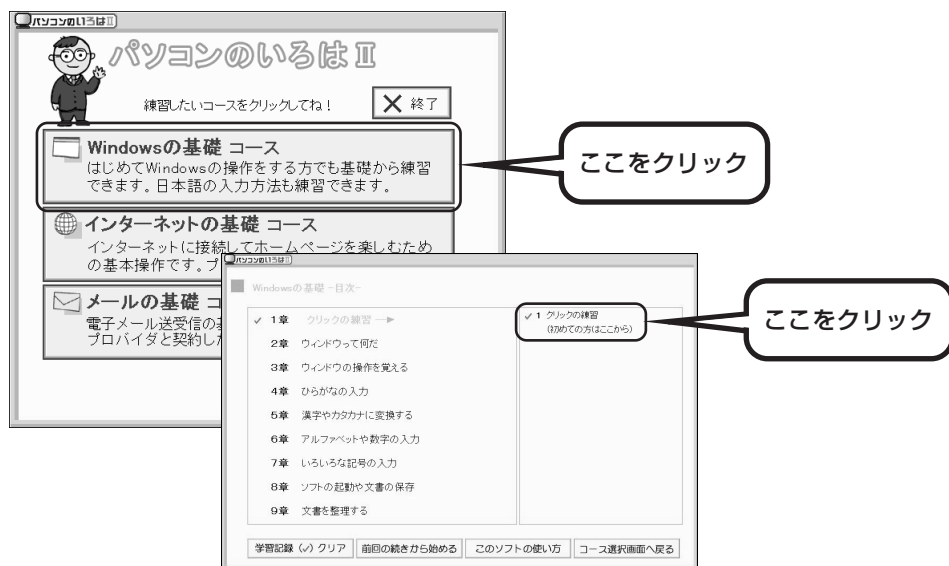 パソコンのいろはⅡ
パソコンのいろはⅡ
練習したいコースをクリックしてね！
終了
Windowsの基礎 コース
はじめてWindowsの操作をする方でも基礎から練習
できます。日本語の入力方法も練習できます。
ここをクリック
インターネットの基礎 コース
インターネットに接続してホームページを楽しむため
の基本操作です。プ
メールの基礎 コ
電子メール送受信の
プロバイダと契約し
パソコンのいろはⅡ
Windowsの基礎 -目次-
✓ 1章 クリックの練習 →
2章 ウィンドウって何だ
3章 ウィンドウの操作を覚える
4章 ひらがなの入力
5章 漢字やカタカナに変換する
6章 アルファベットや数字の入力
7章 いろいろな記号の入力
8章 ソフトの起動や文書の保存
9章 文書を整理する
✓ 1 クリックの練習
(初めての方はここから)
ここをクリック
学習記録（✓）クリア 前回の続きから始める このソフトの使い方 コース選択画面へ戻る